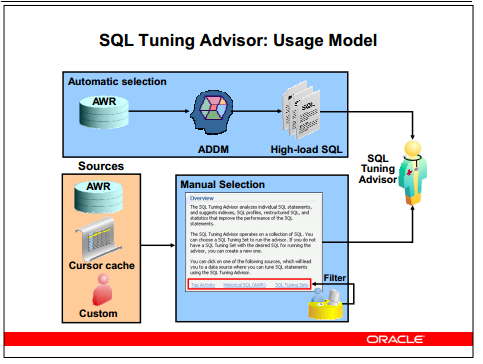 SQL Tuning Advisor: Usage Model
Automatic selection
AWR
SQL
ADDM
High-load SQL
Sources
SQL
Tuning
Advisor
AWR
Cursor cache
Custom
Manual Selection
Overview
The SQL Tuning Advisor analyzes individual SQL statements,
and suggests indexes, SQL profiles, restructured SQL, and
statistics that improve the performance of the SQL
statements.
The SQL Tuning Advisor operates on a collection of SQL. You
can choose a SQL Tuning Set to run the advisor. If you do not
have a SQL Tuning Set with the desired SQL for running the
advisor, you can create a new one.
You can click on one of the following sources, which will lead
you to a data source where you can tune SQL statements
using the SQL Tuning Advisor.
Top Activity Historical SQL (AWR) SQL Tuning Sets
Filter
ORACLE